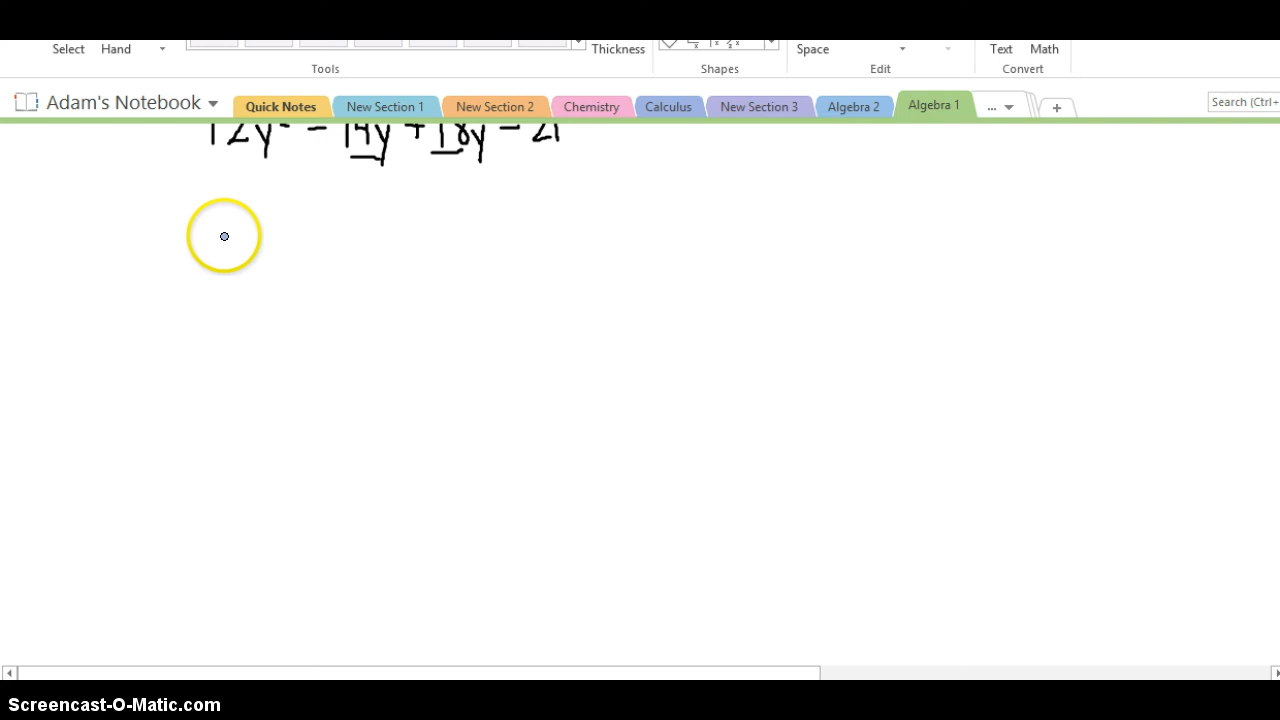 Select Hand Thickness Space Text Math
Tools Shapes Edit Convert
Adam's Notebook Quick Notes New Section 1 New Section 2 Chemistry Calculus New Section 3 Algebra 2 Algebra 1 ... Search (Ctrl+
12y² - 14y + 18y - 21
Screencast-O-Matic.com